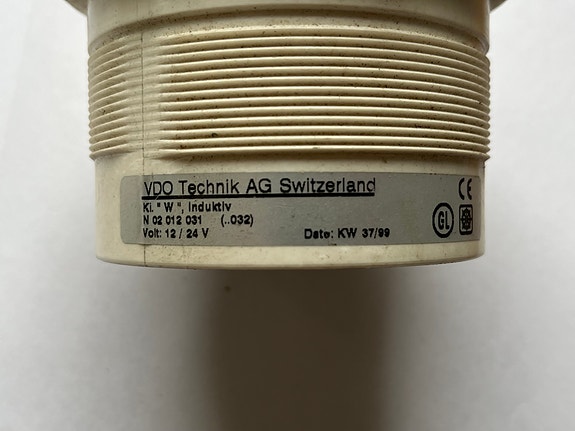 VDO Technik AG Switzerland
Kl. " W ", Induktiv
N 02 012 031 (..032)
Volt: 12 / 24 V Date: KW 37/99
CE
GL